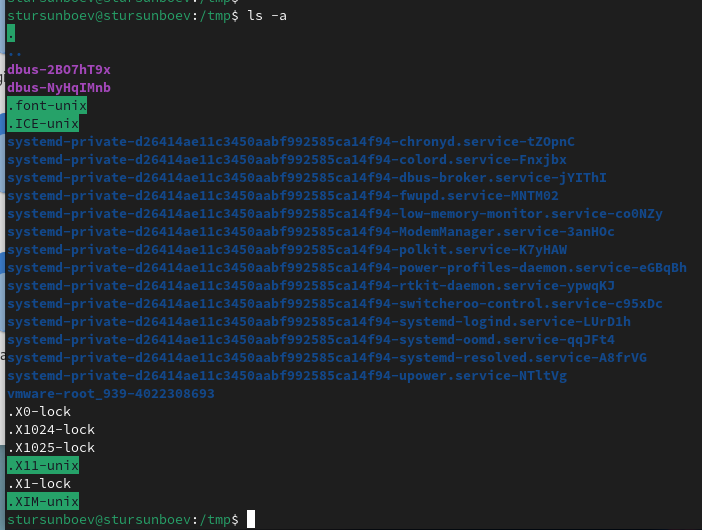 stursunboev@stursunboev:/tmp$
stursunboev@stursunboev:/tmp$ ls -a
.
..
dbus-2BO7hT9x
dbus-NyHqIMnb
.font-unix
.ICE-unix
systemd-private-d26414ae11c3450aabf992585ca14f94-chronyd.service-tZOpnC
systemd-private-d26414ae11c3450aabf992585ca14f94-colord.service-Fnxjbx
systemd-private-d26414ae11c3450aabf992585ca14f94-dbus-broker.service-jYIThI
systemd-private-d26414ae11c3450aabf992585ca14f94-fwupd.service-MNTM02
systemd-private-d26414ae11c3450aabf992585ca14f94-low-memory-monitor.service-co0NZy
systemd-private-d26414ae11c3450aabf992585ca14f94-ModemManager.service-3anHOc
systemd-private-d26414ae11c3450aabf992585ca14f94-polkit.service-K7yHAW
systemd-private-d26414ae11c3450aabf992585ca14f94-power-profiles-daemon.service-eGBqBh
systemd-private-d26414ae11c3450aabf992585ca14f94-rtkit-daemon.service-ypwqKJ
systemd-private-d26414ae11c3450aabf992585ca14f94-switcheroo-control.service-c95xDc
systemd-private-d26414ae11c3450aabf992585ca14f94-systemd-logind.service-LUrD1h
systemd-private-d26414ae11c3450aabf992585ca14f94-systemd-oomd.service-qqJFt4
systemd-private-d26414ae11c3450aabf992585ca14f94-systemd-resolved.service-A8frVG
systemd-private-d26414ae11c3450aabf992585ca14f94-upower.service-NTltVg
vmware-root_939-4022308693
.X0-lock
.X1024-lock
.X1025-lock
.X11-unix
.X1-lock
.XIM-unix
stursunboev@stursunboev:/tmp$